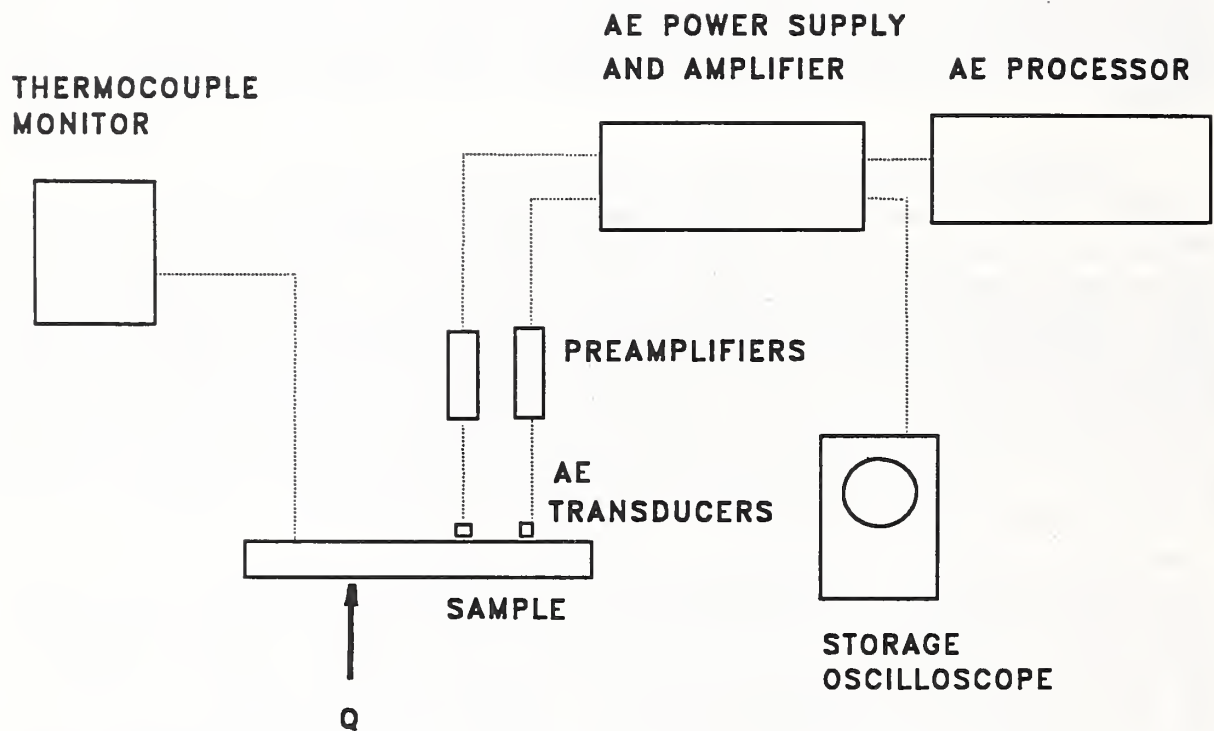 AE POWER SUPPLY
AND AMPLIFIER
AE PROCESSOR
THERMOCOUPLE
MONITOR
PREAMPLIFIERS
AE
TRANSDUCERS
SAMPLE
Q
STORAGE
OSCILLOSCOPE